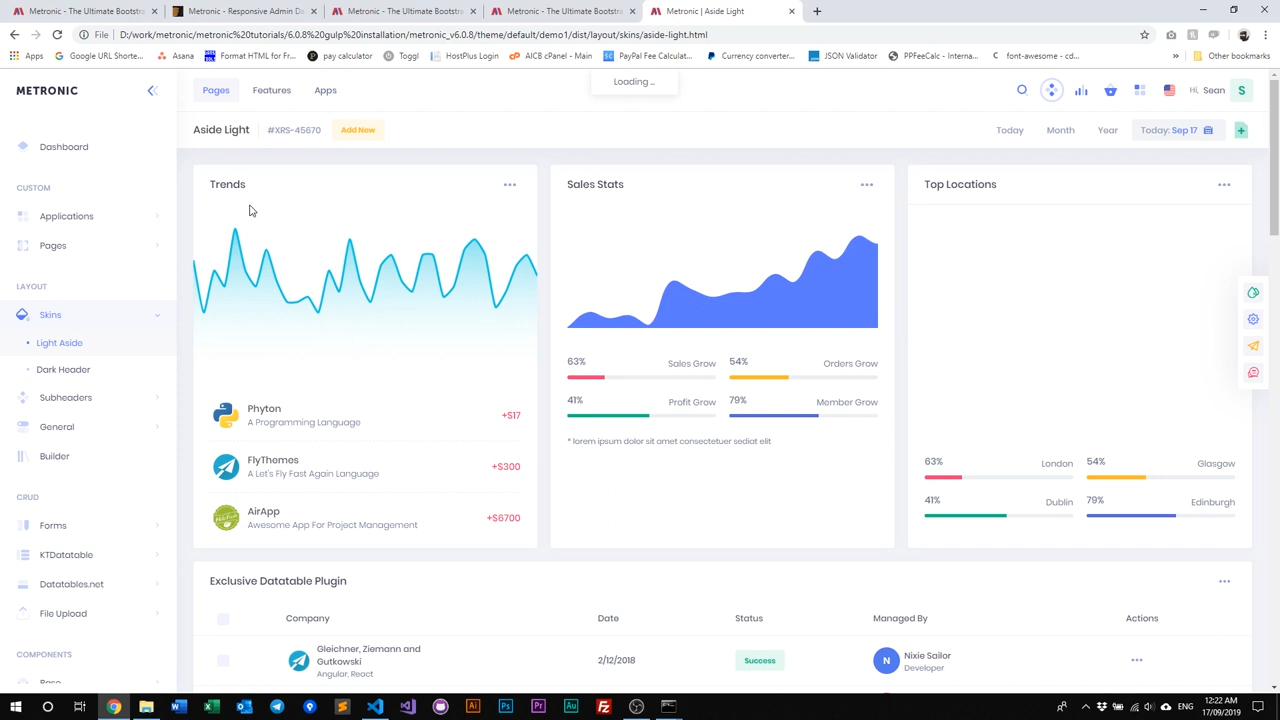 Metronic - The Ultimate Bootstra
Metronic - Responsive Admin Da
Metronic - The Ultimate Bootstre
Metronic - The Ultimate Bootstra
Metronic | Aside Light
File
D:/work/metronic/metronic%20tutorials/6.0.8%20gulp%20installation/metronic_v6.0.8/theme/default/demo1/dist/layout/skins/aside-light.html
Apps
Google URL Shorte...
Asana
Format HTML for Fr...
pay calculator
Toggl
HostPlus Login
AICB cPanel - Main
PayPal Fee Calculat...
Currency converter...
JSON Validator
PPFeeCalc - Interna...
font-awesome - cd...
»
Other bookmarks
METRONIC
Pages
Features
Apps
Loading ...
Hi, Sean
S
Aside Light
#XRS-45670
Add New
Today
Month
Year
Today: Sep 17
Dashboard
CUSTOM
Applications
Pages
LAYOUT
Skins
Light Aside
Dark Header
Subheaders
General
Builder
CRUD
Forms
KTDatatable
Datatables.net
File Upload
COMPONENTS
Trends
Phyton
A Programming Language
+$17
FlyThemes
A Let's Fly Fast Again Language
+$300
AirApp
Awesome App For Project Management
+$6700
Sales Stats
63%
Sales Grow
54%
Orders Grow
41%
Profit Grow
79%
Member Grow
* lorem ipsum dolor sit amet consectetuer sediat elit
Top Locations
63%
London
54%
Glasgow
41%
Dublin
79%
Edinburgh
Exclusive Datatable Plugin
Company
Date
Status
Managed By
Actions
Gleichner, Ziemann and
Gutkowski
Angular, React
2/12/2018
Success
N
Nixie Sailor
Developer
ENG
12:22 AM
17/09/2019